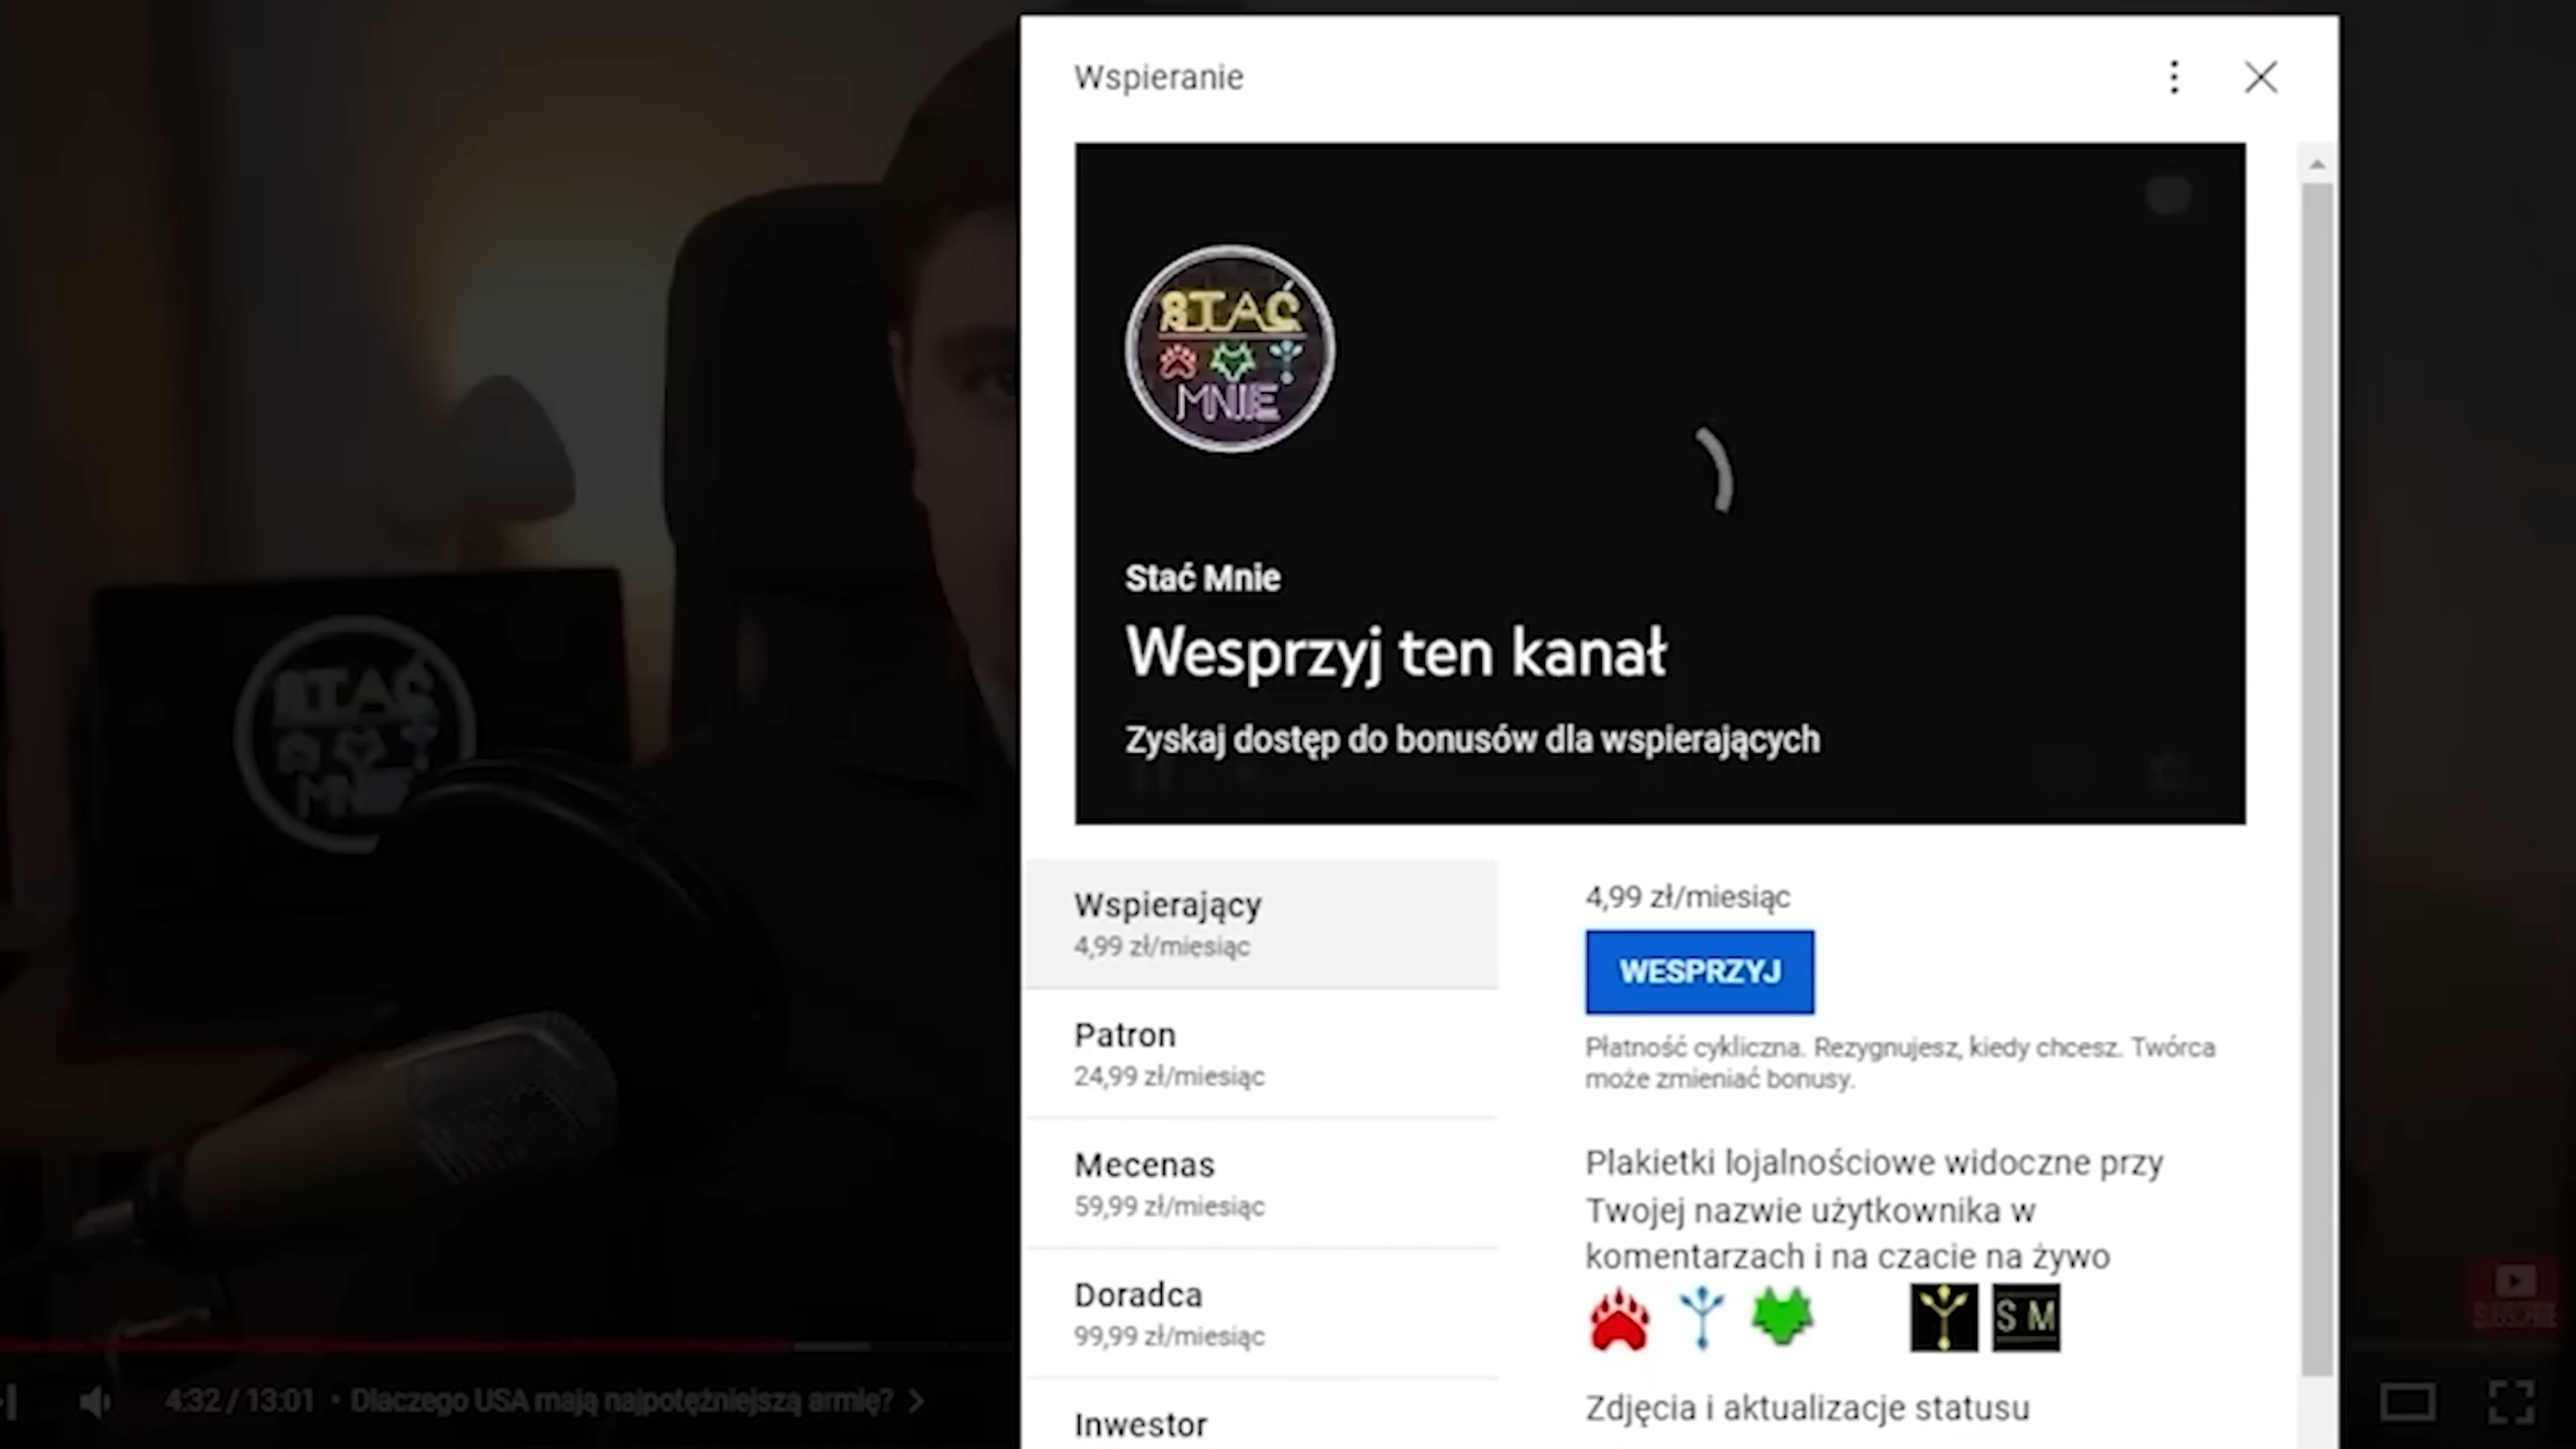 Wspieranie
STAĆ
MNIE
Stać Mnie
Wesprzyj ten kanał
Zyskaj dostęp do bonusów dla wspierających
STAĆ
MNIE
Wspierający
4,99 zł/miesiąc
Patron
24,99 zł/miesiąc
Mecenas
59,99 zł/miesiąc
Doradca
99,99 zł/miesiąc
Inwestor
4,99 zł/miesiąc
WESPRZYJ
Płatność cykliczna. Rezygnujesz, kiedy chcesz. Twórca
może zmieniać bonusy.
Plakietki lojalnościowe widoczne przy
Twojej nazwie użytkownika w
komentarzach i na czacie na żywo
S M
Zdjęcia i aktualizacje statusu
4:32 / 13:01 • Dlaczego USA mają najpotężniejszą armię?
SUBSCRIBE